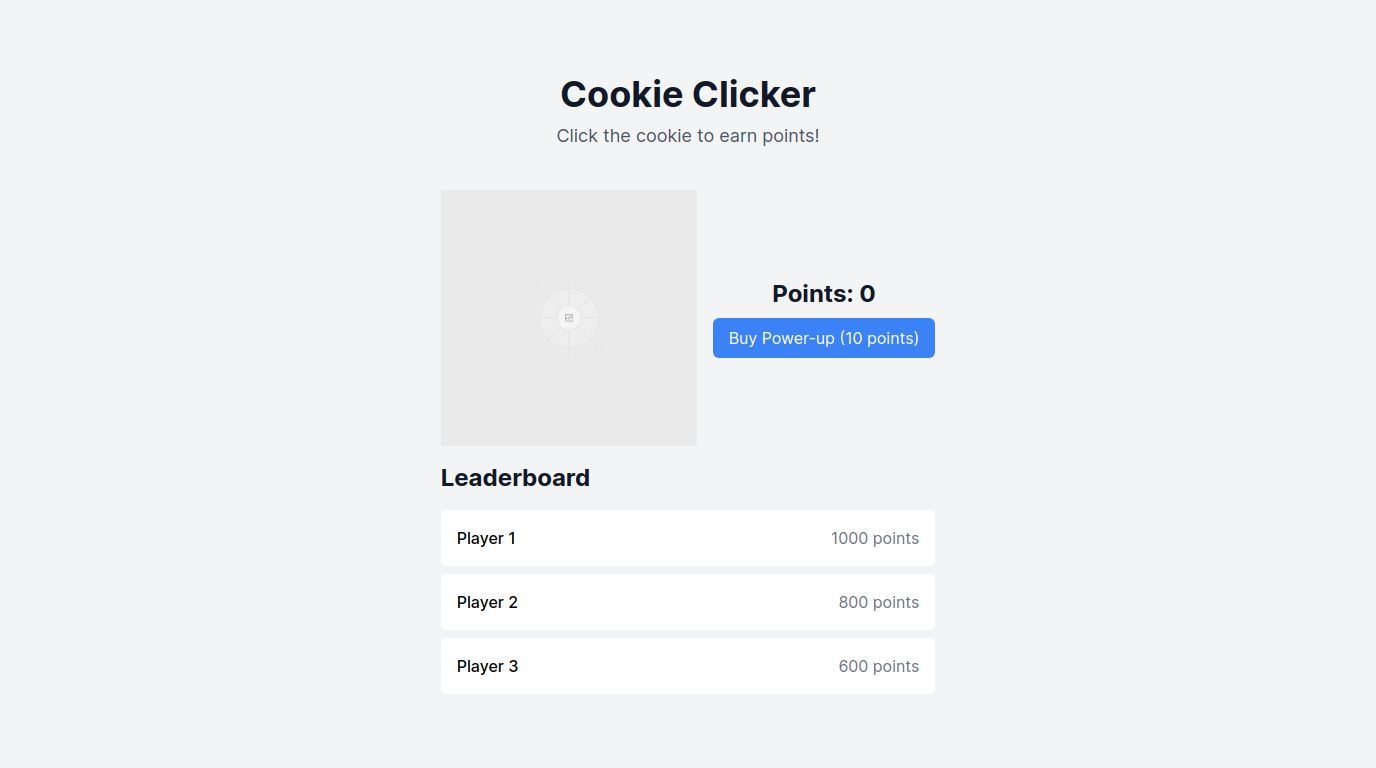 Cookie Clicker
Click the cookie to earn points!
Points: 0
Buy Power-up (10 points)
Leaderboard
Player 1 1000 points
Player 2 800 points
Player 3 600 points